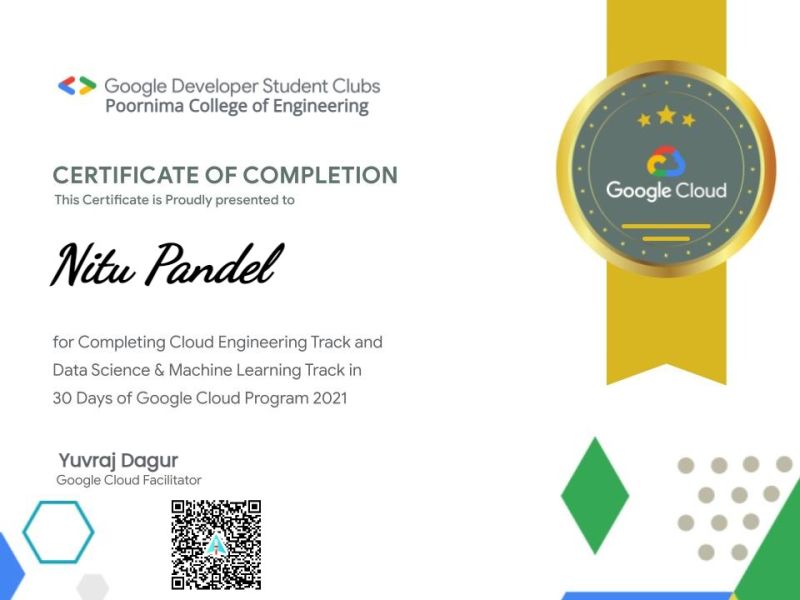 Google Developer Student Clubs
Poornima College of Engineering
CERTIFICATE OF COMPLETION
This Certificate is Proudly presented to
Nitu Pandel
for Completing Cloud Engineering Track and
Data Science & Machine Learning Track in
30 Days of Google Cloud Program 2021
Yuvraj Dagur
Google Cloud Facilitator
Google Cloud